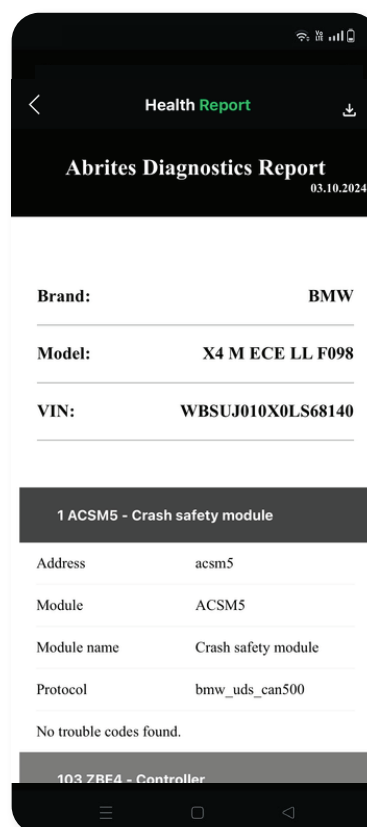 Health Report
Abrites Diagnostics Report
03.10.2024
Brand: BMW
Model: X4 M ECE LL F098
VIN: WBSUJ010X0LS68140
1 ACSM5 - Crash safety module
Address acsm5
Module ACSM5
Module name Crash safety module
Protocol bmw_uds_can500
No trouble codes found.
103 ZBE4 - Controller